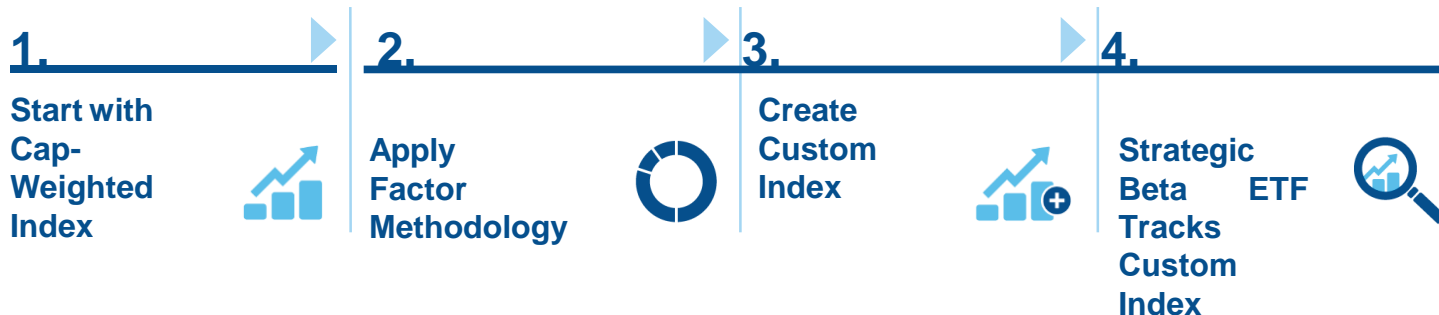 1.
Start with
Cap-
Weighted
Index
2.
Apply
Factor
Methodology
3.
Create
Custom
Index
4.
Strategic
Beta ETF
Tracks
Custom
Index